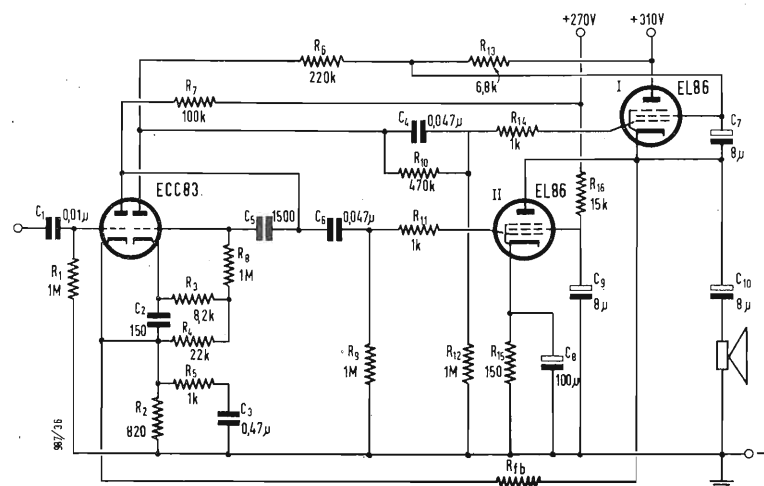 +270V
+310V
R6
220k
R13
6,8k
I
EL86
R7
100k
C4
0,047µ
R14
1k
C7
8µ
R10
470k
ECC83
II
EL86
R16
15k
C1
0,01µ
C5
1500
C6
0,047µ
R11
1k
R1
1M
R8
1M
R3
8,2k
C2
150
R4
22k
C9
8µ
C10
8µ
R5
1k
R9
1M
R12
1M
R15
150
C8
100µ
R2
820
C3
0,47µ
987/36
Rfb
-